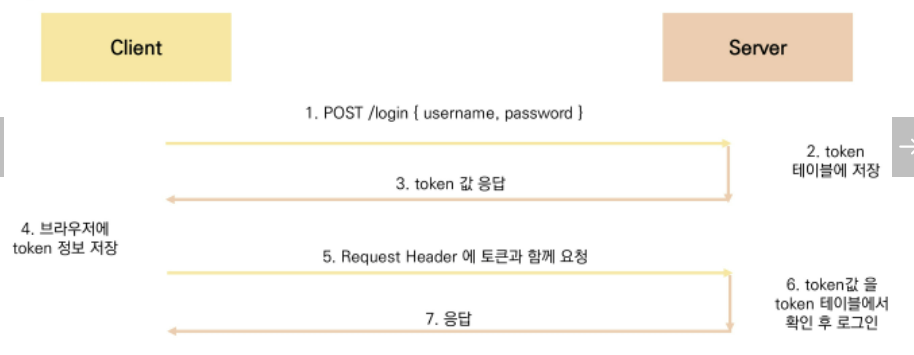 Client
Server
1. POST /login { username, password }
2. token
테이블에 저장
3. token 값 응답
4. 브라우저에
token 정보 저장
5. Request Header 에 토큰과 함께 요청
6. token값 을
token 테이블에서
확인 후 로그인
7. 응답